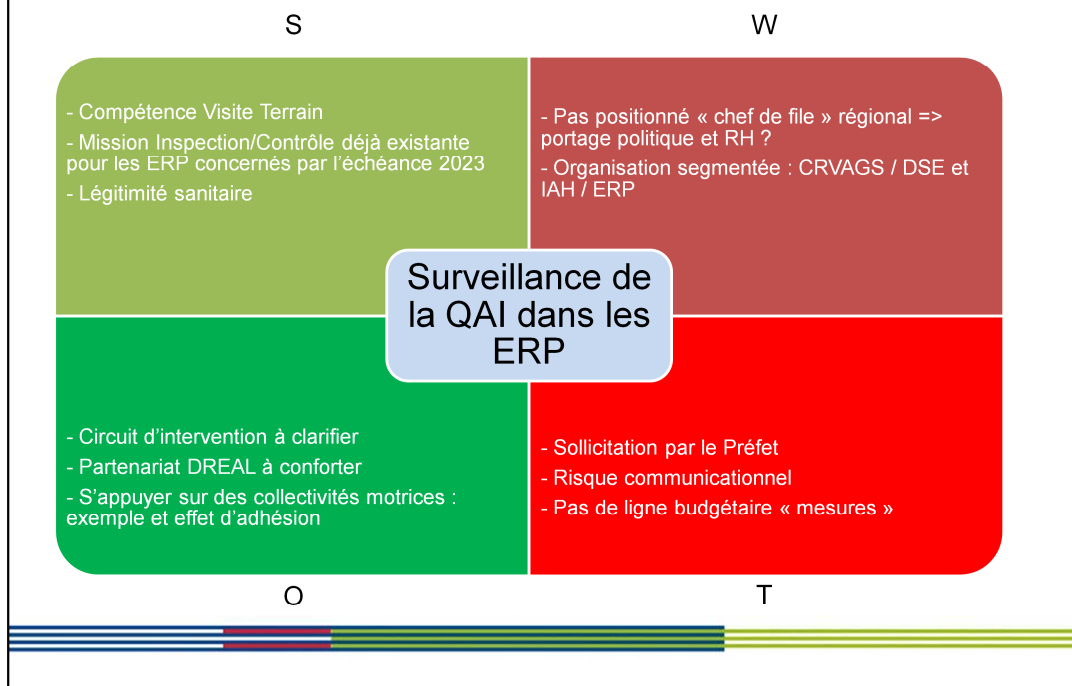 S
W
- Compétence Visite Terrain
- Mission Inspection/Contrôle déjà existante
pour les ERP concernés par l'échéance 2023
- Légitimité sanitaire
- Pas positionné « chef de file » régional =>
portage politique et RH ?
- Organisation segmentée : CRVAGS / DSE et
IAH / ERP
Surveillance de
la QAI dans les
ERP
- Circuit d'intervention à clarifier
- Partenariat DREAL à conforter
- S'appuyer sur des collectivités motrices :
exemple et effet d'adhésion
- Sollicitation par le Préfet
- Risque communicationnel
- Pas de ligne budgétaire « mesures »
O
T